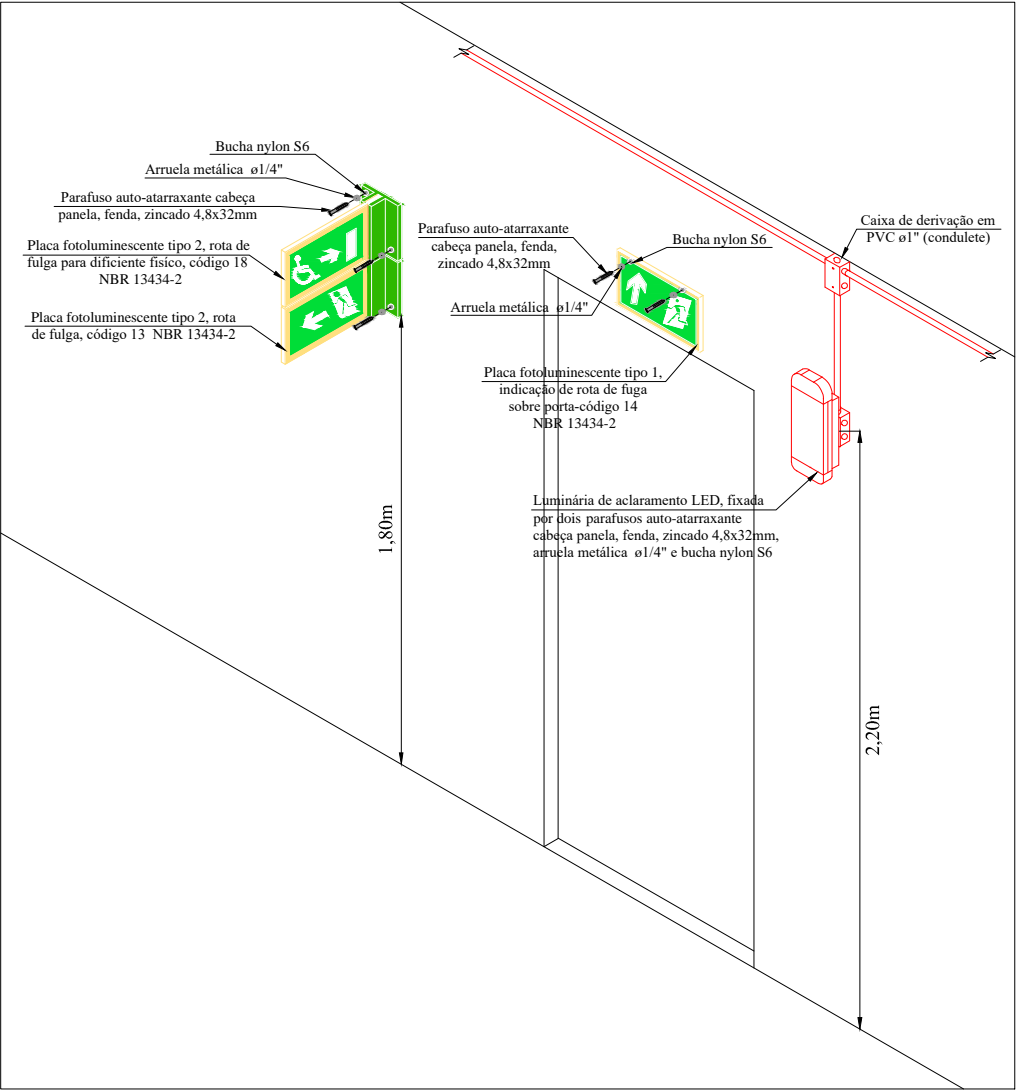 Bucha nylon S6
Arruela metálica ø1/4"
Parafuso auto-atarraxante cabeça
panela, fenda, zincado 4,8x32mm
Placa fotoluminescente tipo 2, rota de
fulga para dificiente físico, código 18
NBR 13434-2
Placa fotoluminescente tipo 2, rota
de fulga, código 13 NBR 13434-2
1,80m
Parafuso auto-atarraxante
cabeça panela, fenda,
zincado 4,8x32mm
Bucha nylon S6
Arruela metálica ø1/4"
Placa fotoluminescente tipo 1,
indicação de rota de fuga
sobre porta-código 14
NBR 13434-2
Caixa de derivação em
PVC ø1" (condulete)
Luminária de aclaramento LED, fixada
por dois parafusos auto-atarraxante
cabeça panela, fenda, zincado 4,8x32mm,
arruela metálica ø1/4" e bucha nylon S6
2,20m